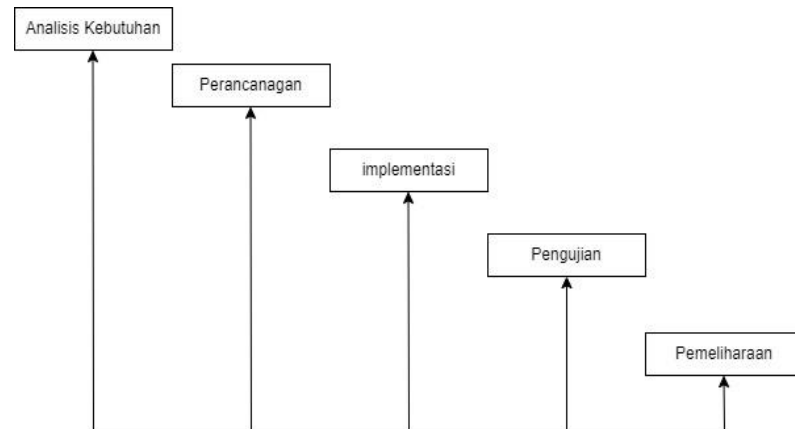 Analisis Kebutuhan
Perancanagan
implementasi
Pengujian
Pemeliharaan